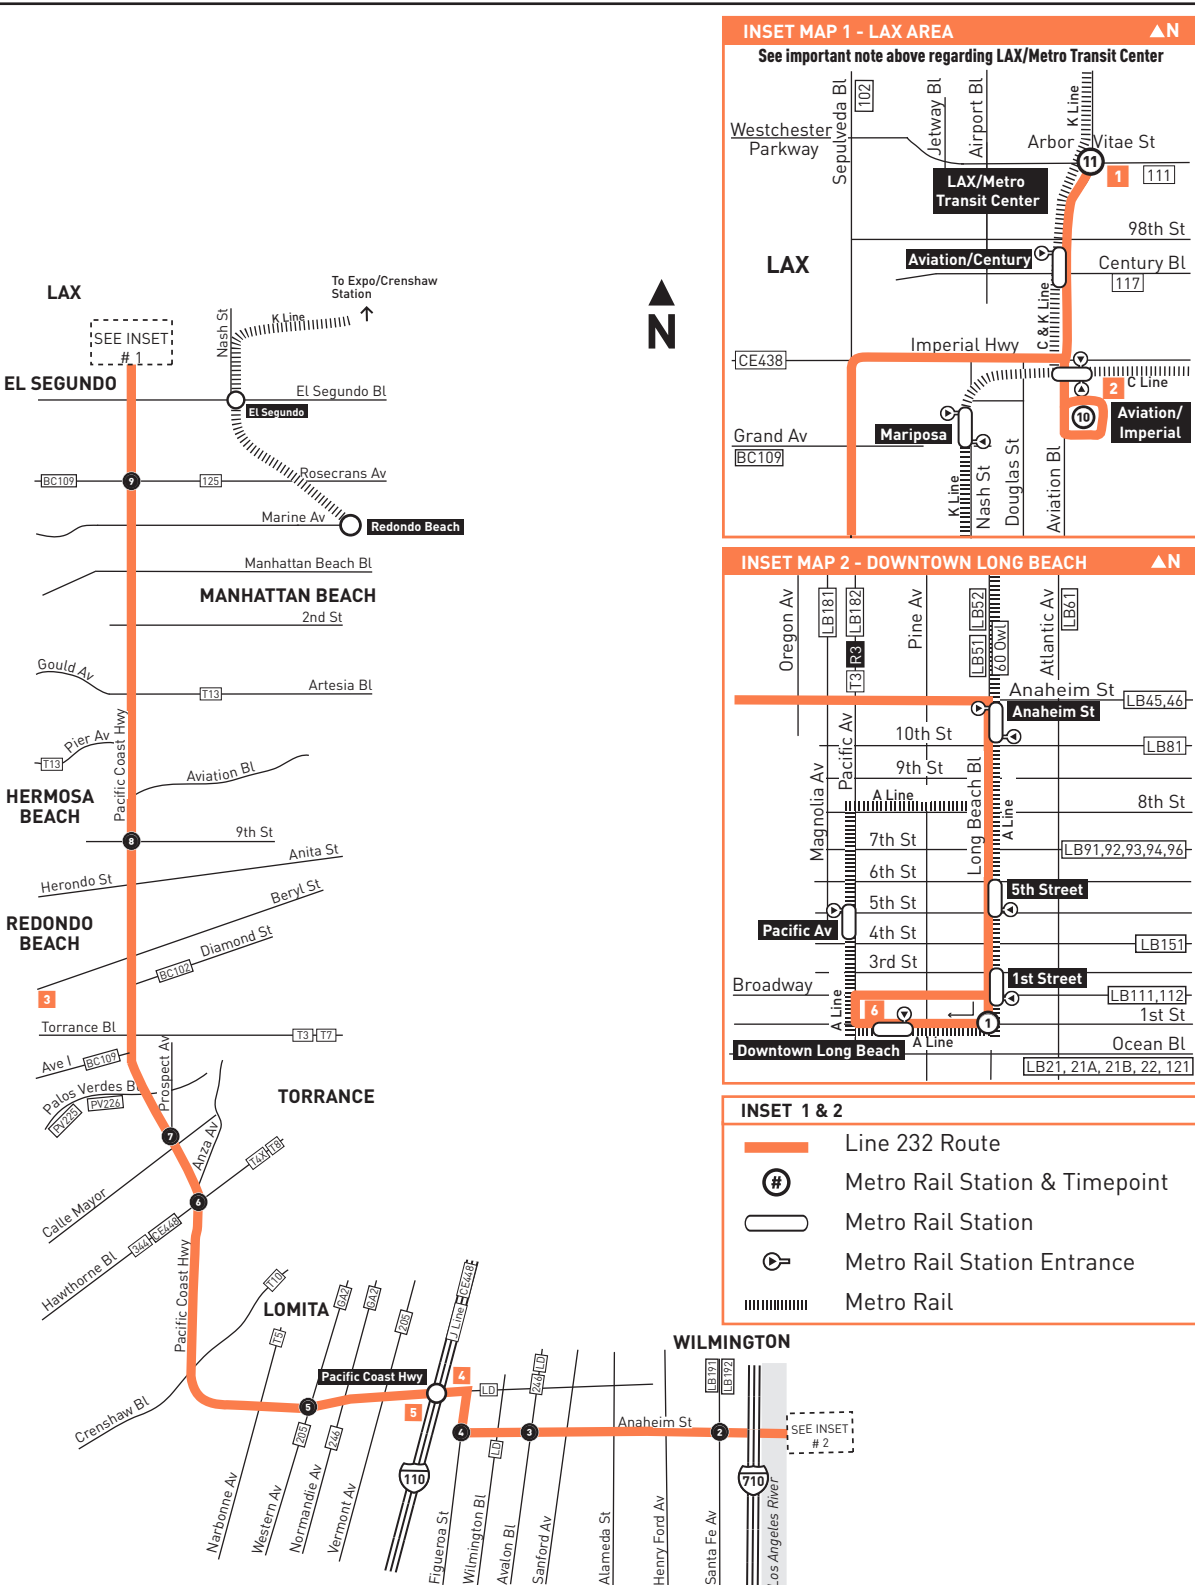 INSET MAP 1 - LAX AREA
▲N
See important note above regarding LAX/Metro Transit Center
Sepulveda Bl
102
Jetway Bl
Airport Bl
K Line
Westchester
Parkway
Arbor Vitae St
11
1
111
LAX/Metro
Transit Center
98th St
LAX
Aviation/Century
Century Bl
117
C & K Line
Imperial Hwy
CE438
2
C Line
10
Aviation/
Imperial
Mariposa
Grand Av
BC109
K Line
Nash St
Douglas St
Aviation Bl
INSET MAP 2 - DOWNTOWN LONG BEACH
▲N
Oregon Av
LB181
LB182
R3
T3
Pine Av
LB52
LB51
60 Owl
Atlantic Av
LB61
Anaheim St
LB45,46
Anaheim St
10th St
LB81
Pacific Av
9th St
Magnolia Av
A Line
Long Beach Bl
A Line
8th St
7th St
LB91,92,93,94,96
6th St
5th Street
5th St
Pacific Av
4th St
LB151
3rd St
1st Street
Broadway
LB111,112
6
1st St
A Line
1
A Line
Downtown Long Beach
Ocean Bl
LB21, 21A, 21B, 22, 121
INSET 1 & 2
Line 232 Route
# Metro Rail Station & Timepoint
Metro Rail Station
Metro Rail Station Entrance
Metro Rail
N
LAX
SEE INSET
# 1
Nash St
K Line
To Expo/Crenshaw
Station
EL SEGUNDO
El Segundo Bl
El Segundo
BC109
9
125
Rosecrans Av
Marine Av
Redondo Beach
Manhattan Beach Bl
MANHATTAN BEACH
2nd St
Gould Av
T13
Artesia Bl
Pacific Coast Hwy
Pier Av
T13
Aviation Bl
HERMOSA
BEACH
8
9th St
Anita St
Herondo St
Beryl St
REDONDO
BEACH
Diamond St
BC102
3
Torrance Bl
T3
T7
Ave I
BC109
Prospect Av
Palos Verdes Bl
PV225
PV226
TORRANCE
7
Anza Av
T4X
T8
Calle Mayor
6
344
CE448
Hawthorne Bl
Pacific Coast Hwy
T10
LOMITA
T5
GA2
GA2
205
J Line
CE448
Crenshaw Bl
Pacific Coast Hwy
4
5
5
LD
246
LD
205
246
4
LD
3
Anaheim St
WILMINGTON
LB191
LB192
2
SEE INSET
# 2
110
710
Narbonne Av
Western Av
Normandie Av
Vermont Av
Figueroa St
Wilmington Bl
Avalon Bl
Sanford Av
Alameda St
Henry Ford Av
Santa Fe Av
Los Angeles River